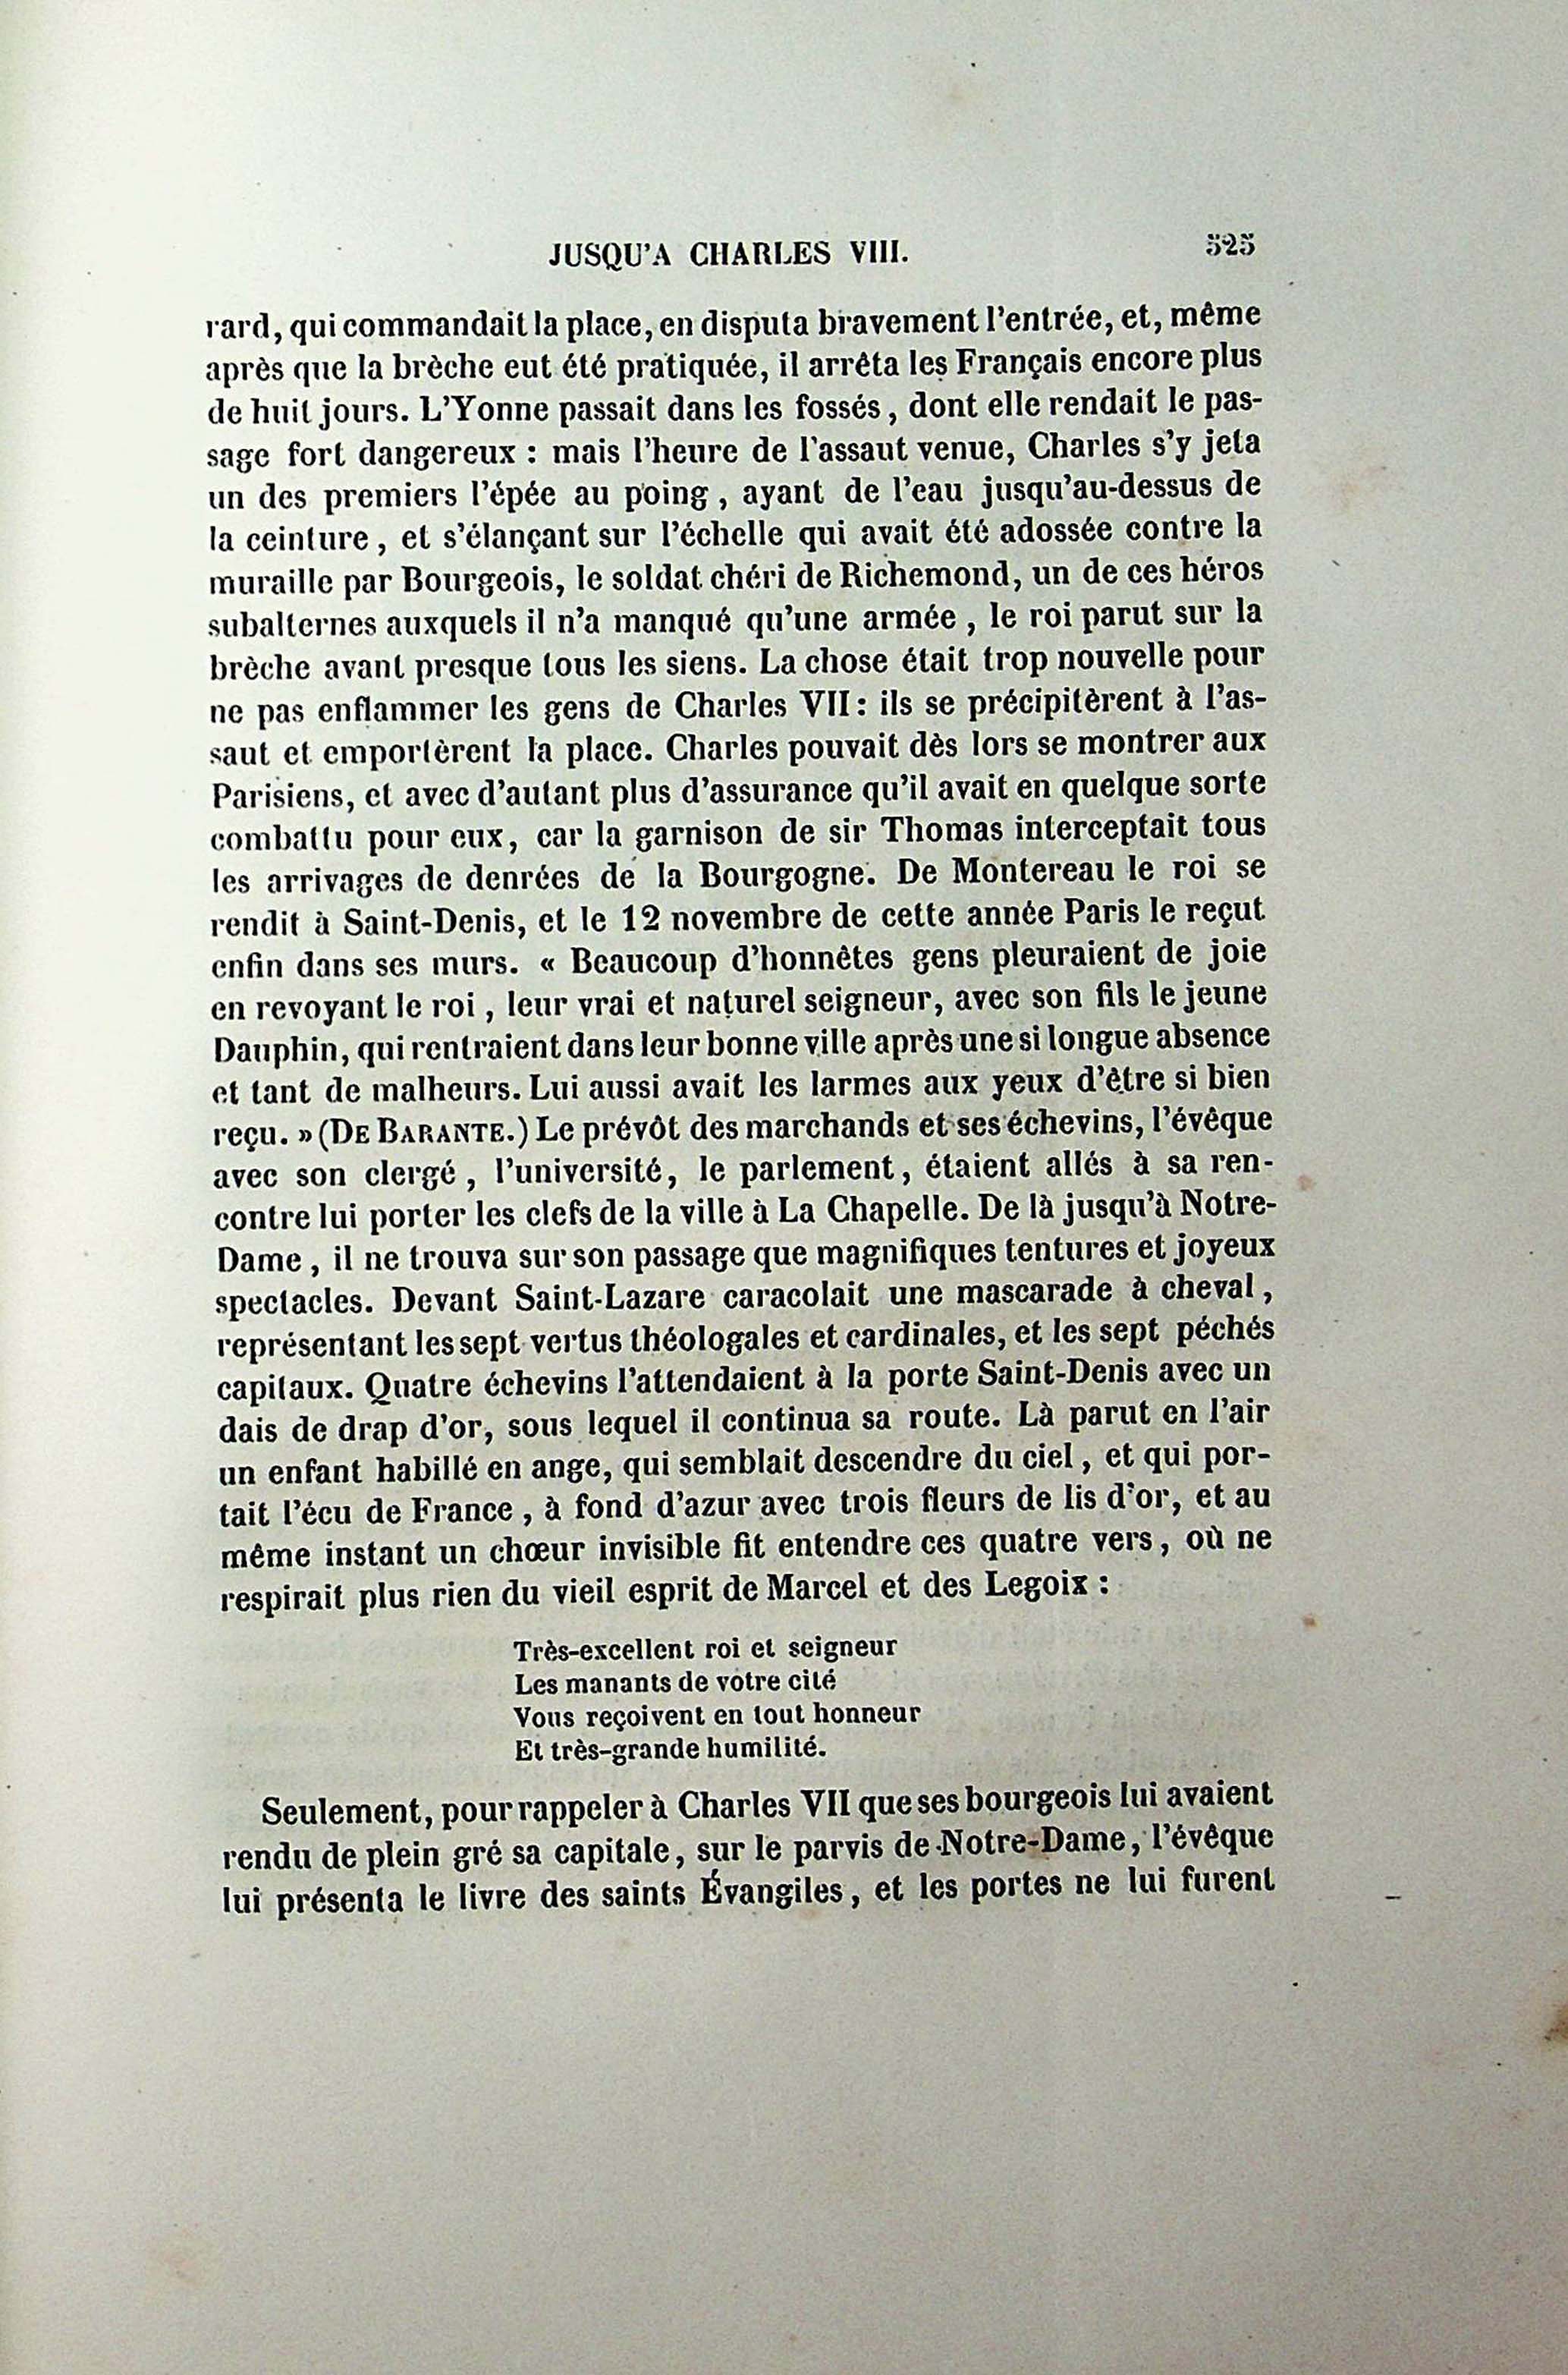 JUSQU'A CHARLES VIII. 525
rard, qui commandait la place, en disputa bravement l'entrée, et, même
après que la brèche eut été pratiquée, il arrêta les Français encore plus
de huit jours. L'Yonne passait dans les fossés, dont elle rendait le pas-
sage fort dangereux : mais l'heure de l'assaut venue, Charles s'y jeta
un des premiers l'épée au poing, ayant de l'eau jusqu'au-dessus de
la ceinture, et s'élançant sur l'échelle qui avait été adossée contre la
muraille par Bourgeois, le soldat chéri de Richemond, un de ces héros
subalternes auxquels il n'a manqué qu'une armée, le roi parut sur la
brèche avant presque tous les siens. La chose était trop nouvelle pour
ne pas enflammer les gens de Charles VII : ils se précipitèrent à l'as-
saut et emportèrent la place. Charles pouvait dès lors se montrer aux
Parisiens, et avec d'autant plus d'assurance qu'il avait en quelque sorte
combattu pour eux, car la garnison de sir Thomas interceptait tous
les arrivages de denrées de la Bourgogne. De Montereau le roi se
rendit à Saint-Denis, et le 12 novembre de cette année Paris le reçut
enfin dans ses murs. « Beaucoup d'honnêtes gens pleuraient de joie
en revoyant le roi, leur vrai et naturel seigneur, avec son fils le jeune
Dauphin, qui rentraient dans leur bonne ville après une si longue absence
et tant de malheurs. Lui aussi avait les larmes aux yeux d'être si bien
reçu. » (DE BARANTE.) Le prévôt des marchands et ses échevins, l'évêque
avec son clergé, l'université, le parlement, étaient allés à sa ren-
contre lui porter les clefs de la ville à La Chapelle. De là jusqu'à Notre-
Dame, il ne trouva sur son passage que magnifiques tentures et joyeux
spectacles. Devant Saint-Lazare caracolait une mascarade à cheval,
représentant les sept vertus théologales et cardinales, et les sept péchés
capitaux. Quatre échevins l'attendaient à la porte Saint-Denis avec un
dais de drap d'or, sous lequel il continua sa route. Là parut en l'air
un enfant habillé en ange, qui semblait descendre du ciel, et qui por-
tait l'écu de France, à fond d'azur avec trois fleurs de lis d'or, et au
même instant un chœur invisible fit entendre ces quatre vers, où ne
respirait plus rien du vieil esprit de Marcel et des Legoix :
Très-excellent roi et seigneur
Les manants de votre cité
Vous reçoivent en tout honneur
Et très-grande humilité.
Seulement, pour rappeler à Charles VII que ses bourgeois lui avaient
rendu de plein gré sa capitale, sur le parvis de Notre-Dame, l'évêque
lui présenta le livre des saints Évangiles, et les portes ne lui furent